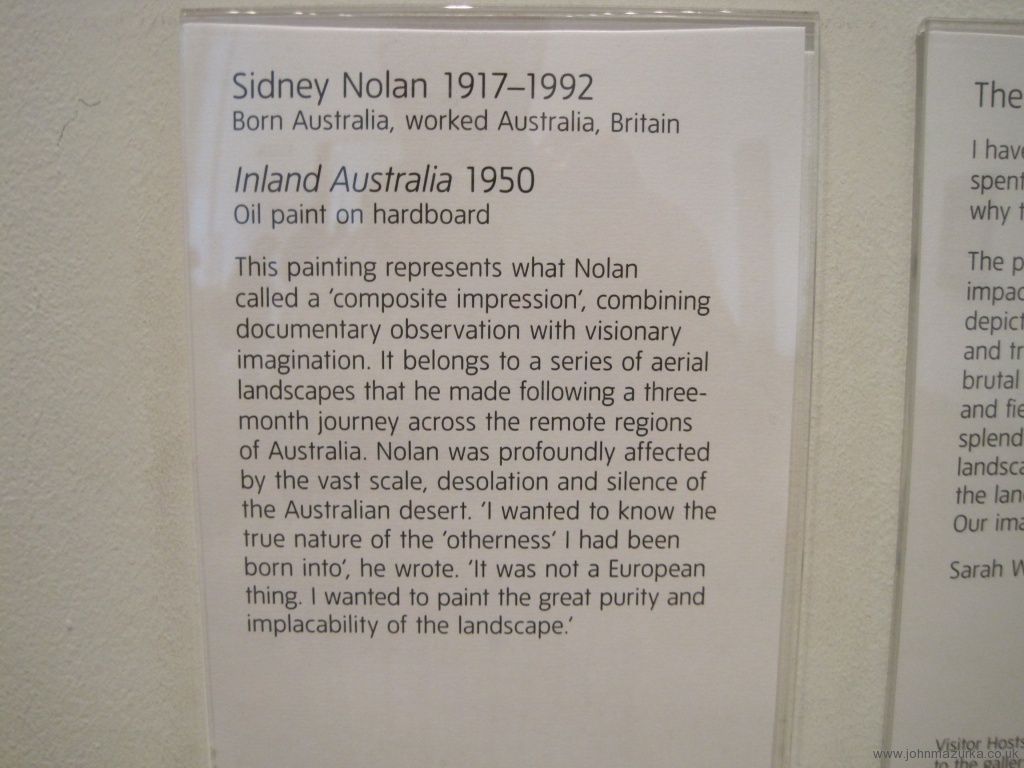 Sidney Nolan 1917–1992
Born Australia, worked Australia, Britain
Inland Australia 1950
Oil paint on hardboard
This painting represents what Nolan
called a ‘composite impression’, combining
documentary observation with visionary
imagination. It belongs to a series of aerial
landscapes that he made following a three-
month journey across the remote regions
of Australia. Nolan was profoundly affected
by the vast scale, desolation and silence of
the Australian desert. ‘I wanted to know the
true nature of the ‘otherness’ I had been
born into’, he wrote. ‘It was not a European
thing. I wanted to paint the great purity and
implacability of the landscape.’
The
I have
spent
why
The
and
brutal
and
the
Our
Sarah
Visitor Hosts
to the
www.johnmazurka.co.uk